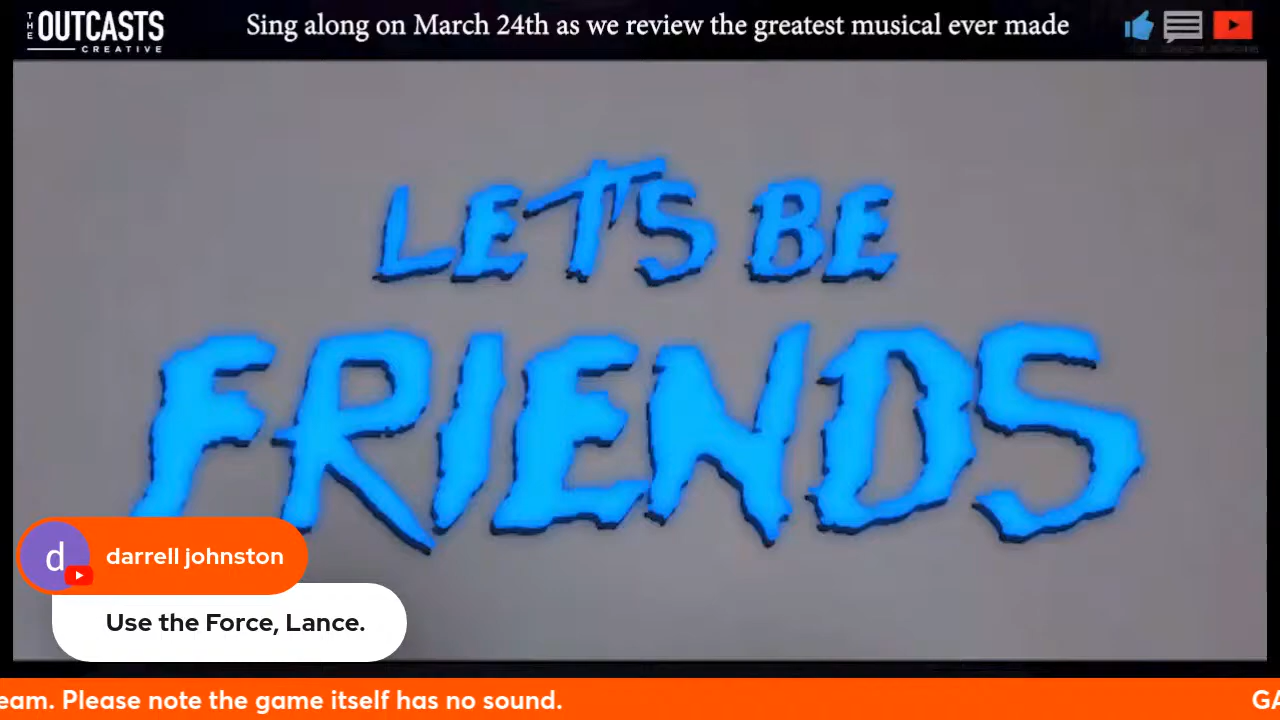 THE OUTCASTS
CREATIVE
Sing along on March 24th as we review the greatest musical ever made
LET'S BE
FRIENDS
d
darrell johnston
Use the Force, Lance.
eam. Please note the game itself has no sound.
GA